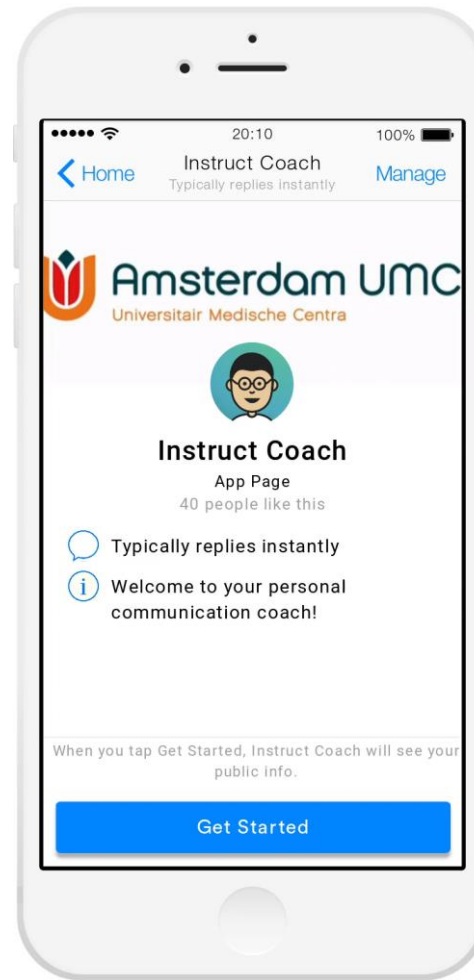 20:10
100%
Home
Instruct Coach
Manage
Typically replies instantly
Amsterdam UMC
Universitair Medische Centra
Instruct Coach
App Page
40 people like this
Typically replies instantly
i
Welcome to your personal
communication coach!
When you tap Get Started, Instruct Coach will see your
public info.
Get Started